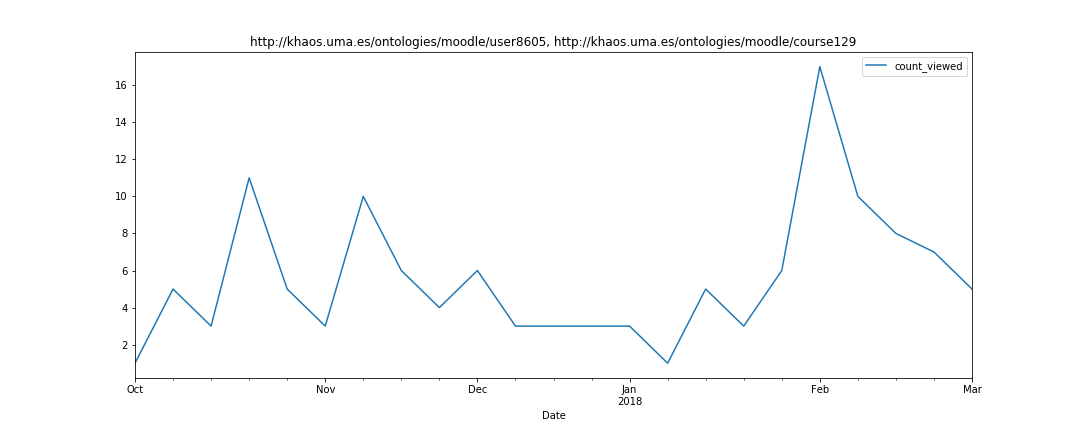 http://khaos.uma.es/ontologies/moodle/user8605, http://khaos.uma.es/ontologies/moodle/course129
count_viewed
16
14
12
10
8
6
4
2
Oct Nov Dec Jan Feb Mar
2018
Date